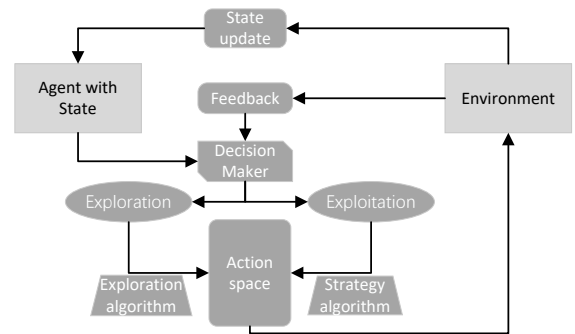 State
update
Agent with
State
Feedback
Environment
Decision
Maker
Exploration
Exploitation
Action
space
Exploration
algorithm
Strategy
algorithm